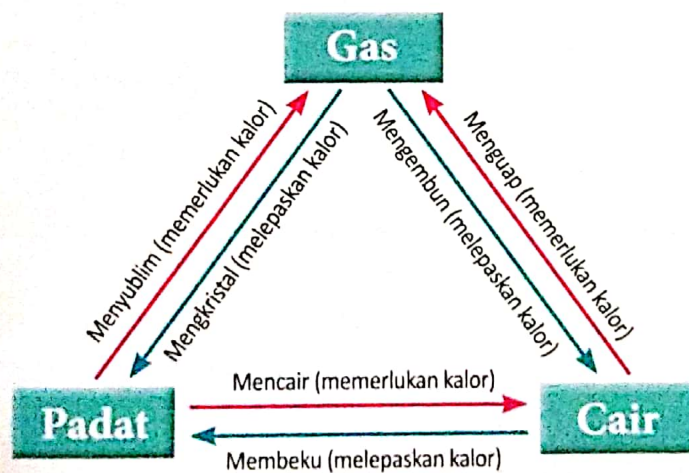 Gas
Menyublim (memerlukan kalor)
Mengkristal (melepaskan kalor)
Mengembun (melepaskan kalor)
Menguap (memerlukan kalor)
Padat
Mencair (memerlukan kalor)
Membeku (melepaskan kalor)
Cair